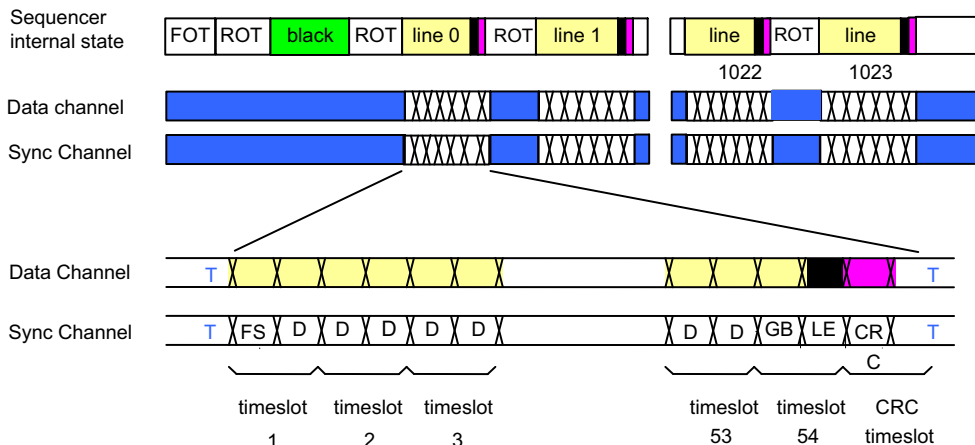 Sequencer
internal state
FOT ROT black ROT line 0 ROT line 1 line ROT line
1022 1023
Data channel
Sync Channel
Data Channel T T
Sync Channel T FS D D D D D D D GB LE CR T
C
timeslot timeslot timeslot timeslot timeslot CRC
1 2 3 53 54 timeslot